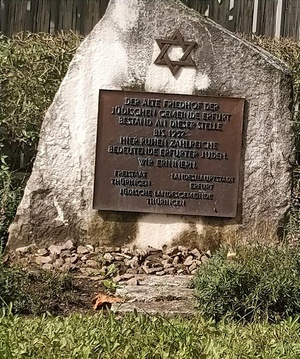 DER ALTE FRIEDHOF DER
JÜDISCHEN GEMEINDE ERFURT
BESTAND AN DIESER STELLE
BIS 1952.
HIER RUHEN ZAHLREICHE
BEDEUTENDE ERFURTER JUDEN.
WIR ERINNERN.
FREISTAAT LANDESHAUPTSTADT
THÜRINGEN ERFURT
JÜDISCHE LANDESGEMEINDE
THÜRINGEN